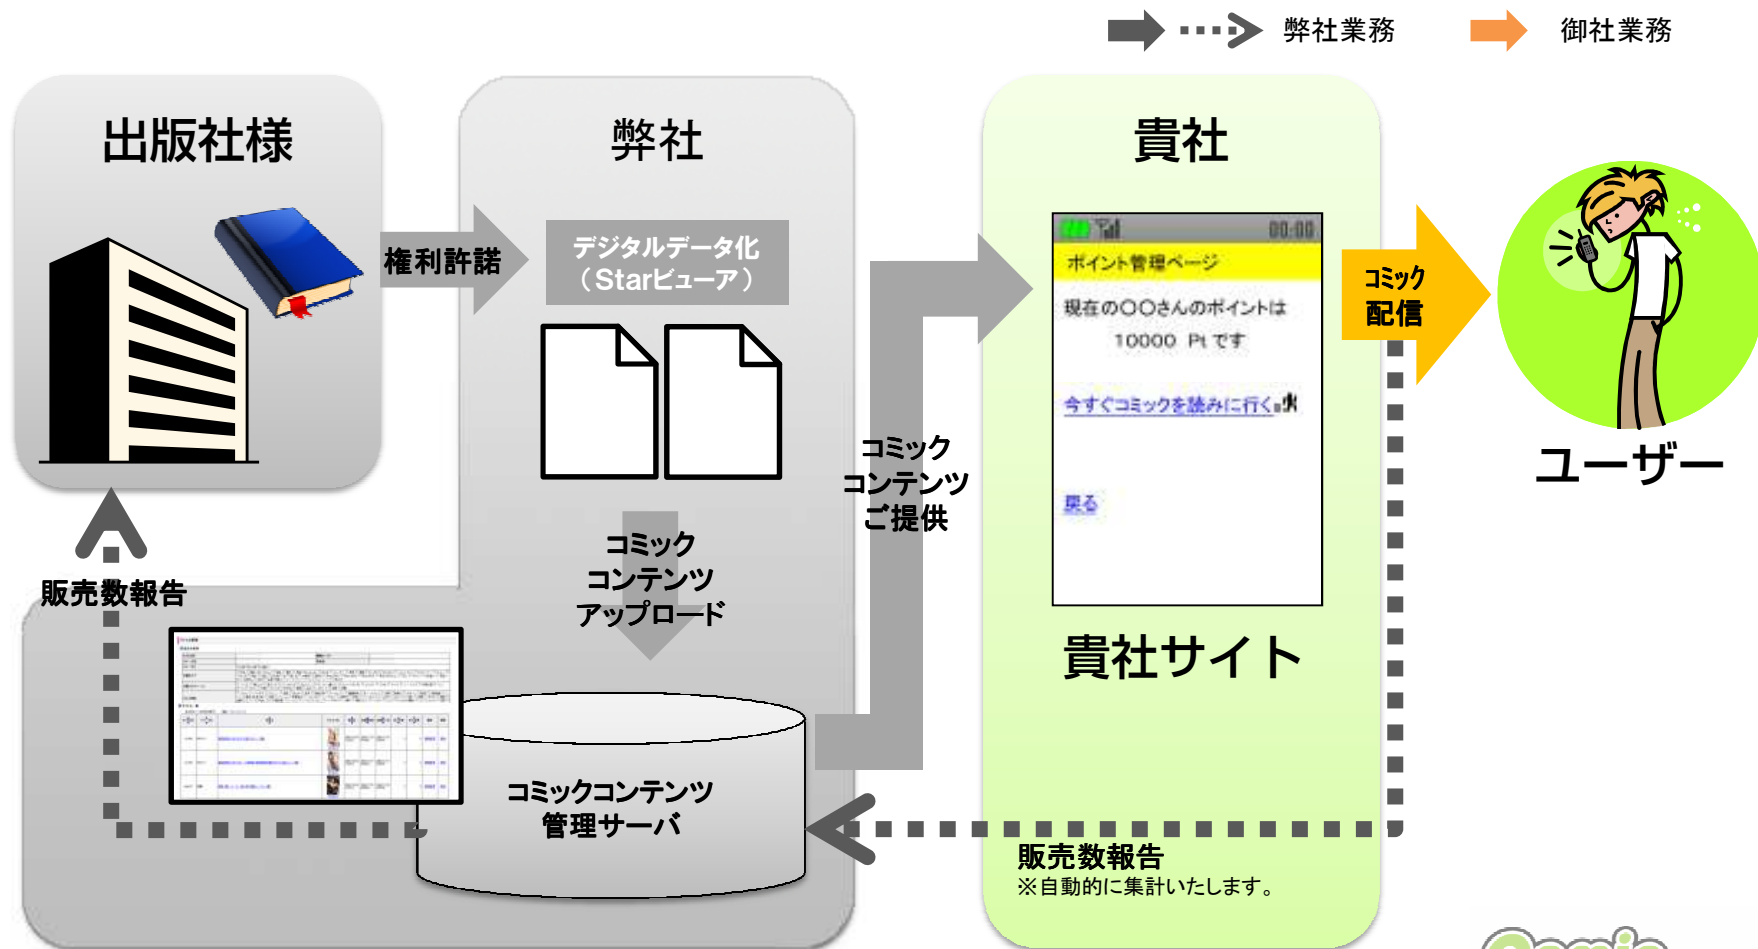 弊社業務
御社業務
出版社様
弊社
貴社
権利許諾
デジタルデータ化
（Starビューア）
00:00
ポイント管理ページ
現在の〇〇さんのポイントは
10000 Pt です
今すぐコミックを読みに行く
戻る
コミック
配信
ユーザー
コミック
コンテンツ
ご提供
コミック
コンテンツ
アップロード
販売数報告
貴社サイト
コミックコンテンツ
管理サーバ
販売数報告
※自動的に集計いたします。